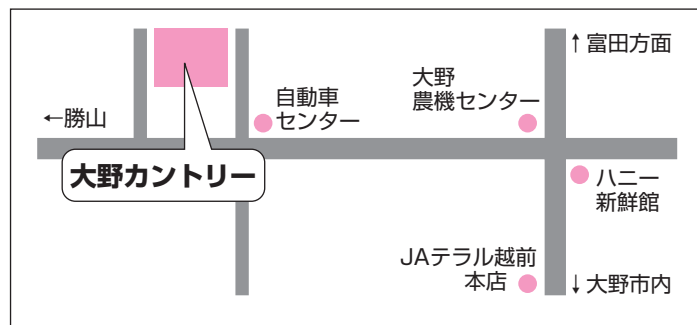 ↑富田方面
大野
農機センター
自動車
センター
←勝山
大野カントリー
ハニー
新鮮館
JAテラル越前
本店
↓大野市内